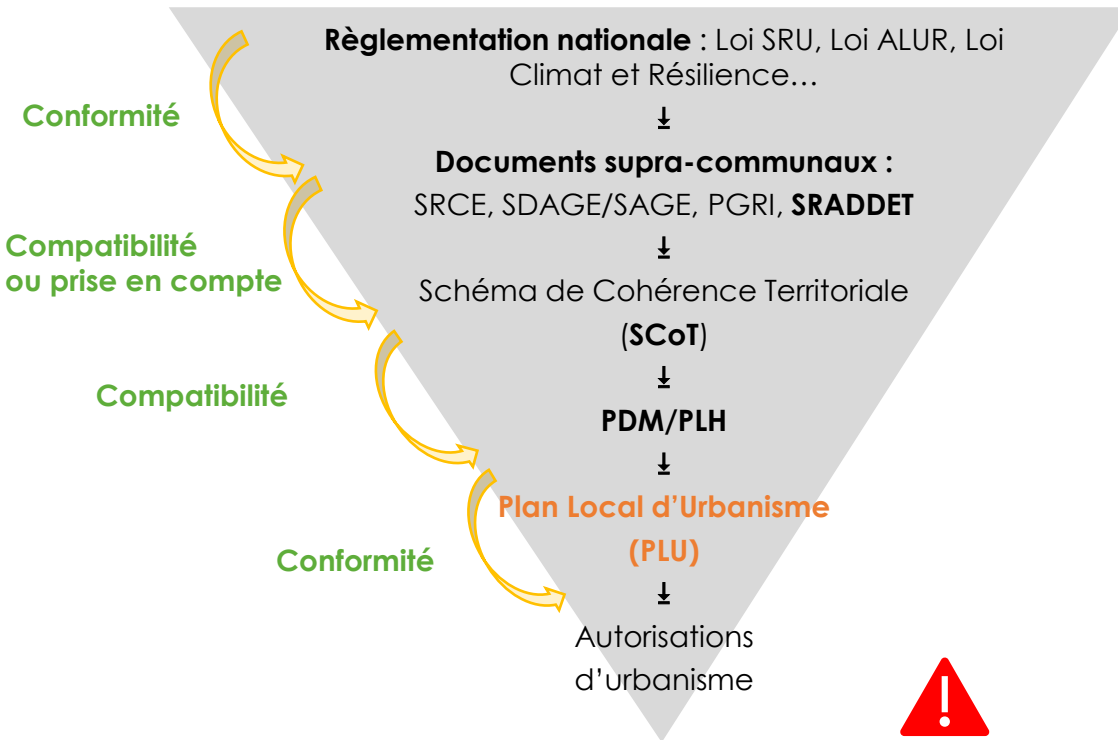 Règlementation nationale : Loi SRU, Loi ALUR, Loi
Climat et Résilience…
Conformité
Documents supra-communaux :
SRCE, SDAGE/SAGE, PGRI, SRADDET
Compatibilité
ou prise en compte
Schéma de Cohérence Territoriale
(SCoT)
Compatibilité
PDM/PLH
Plan Local d’Urbanisme
(PLU)
Conformité
Autorisations
d’urbanisme
!